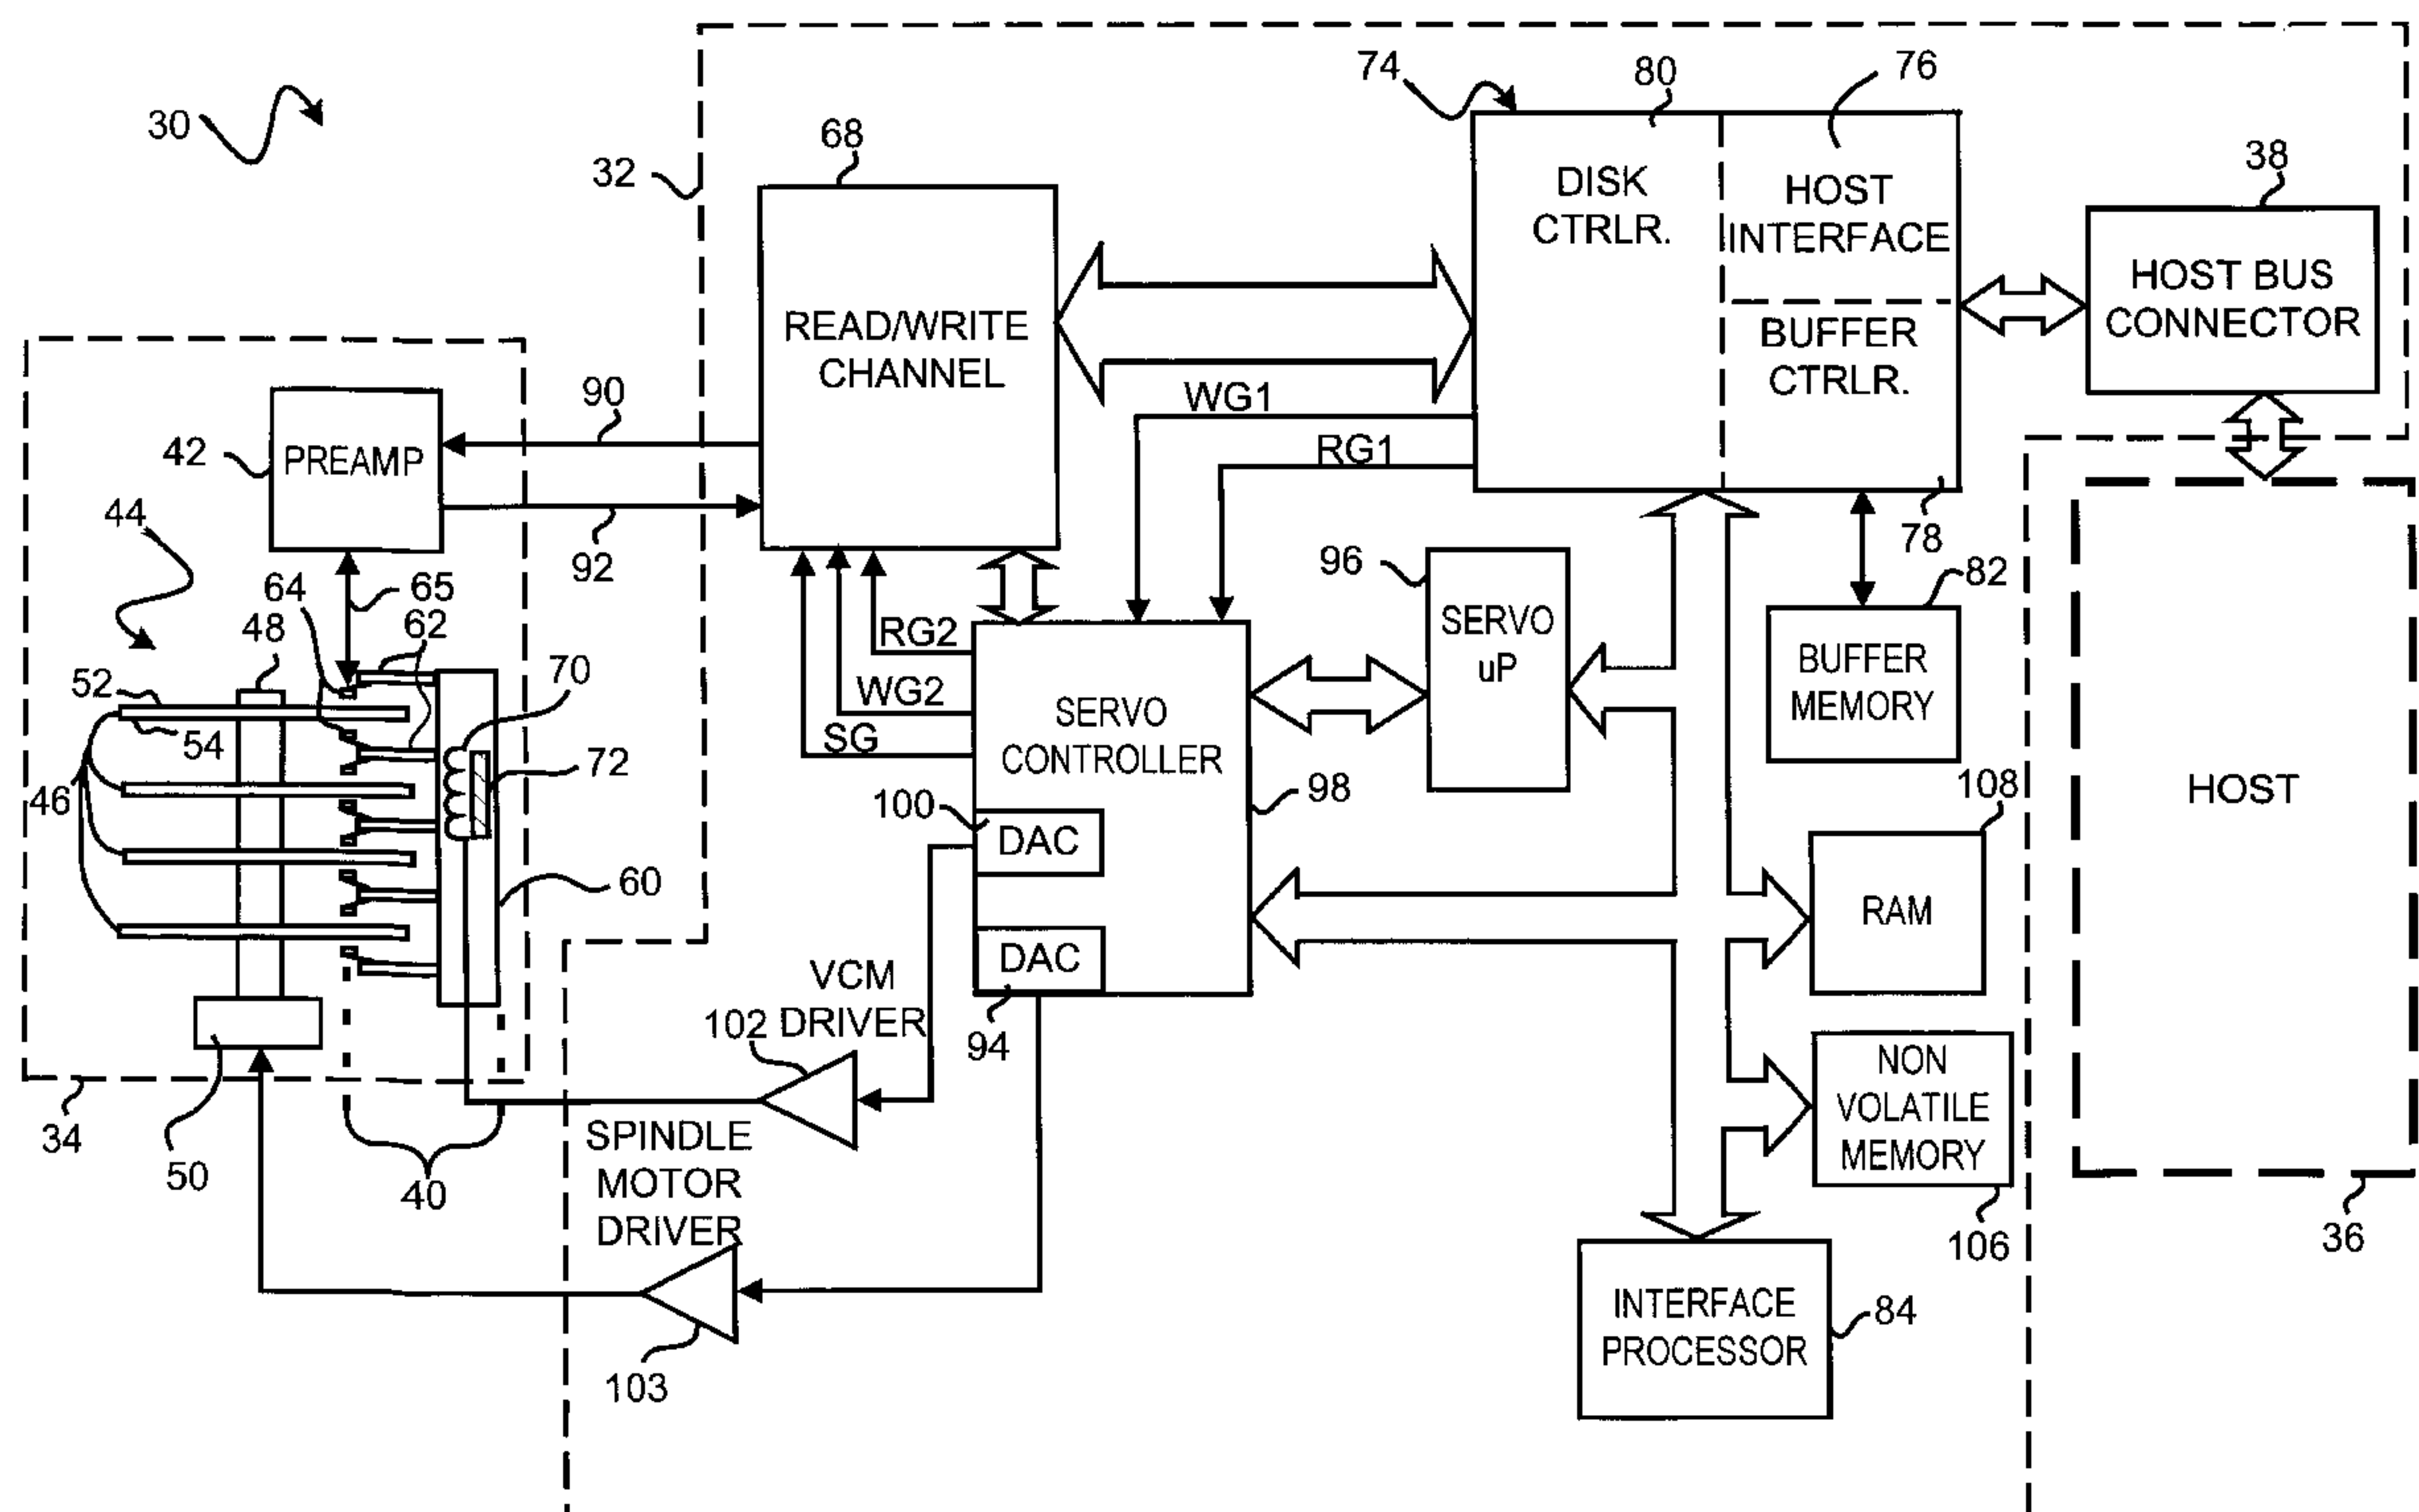 30
32
68
READ/WRITE
CHANNEL
74
80
76
DISK
CTRLR.
HOST
INTERFACE
BUFFER
CTRLR.
78
38
HOST BUS
CONNECTOR
42
PREAMP
90
92
WG1
RG1
44
64
65
62
48
52
54
46
70
72
60
RG2
WG2
SG
SERVO
CONTROLLER
98
100
DAC
DAC
94
96
SERVO
uP
82
BUFFER
MEMORY
108
RAM
NON
VOLATILE
MEMORY
106
HOST
36
VCM
102 DRIVER
34
50
40
SPINDLE
MOTOR
DRIVER
103
INTERFACE
PROCESSOR
84